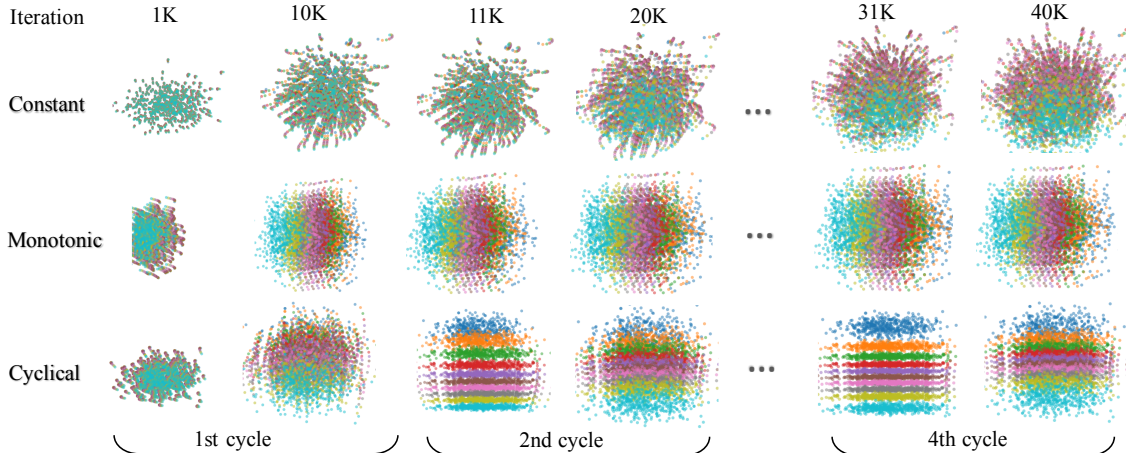 Iteration 1K 10K 11K 20K 31K 40K
Constant
...
Monotonic
...
Cyclical
...
1st cycle 2nd cycle 4th cycle